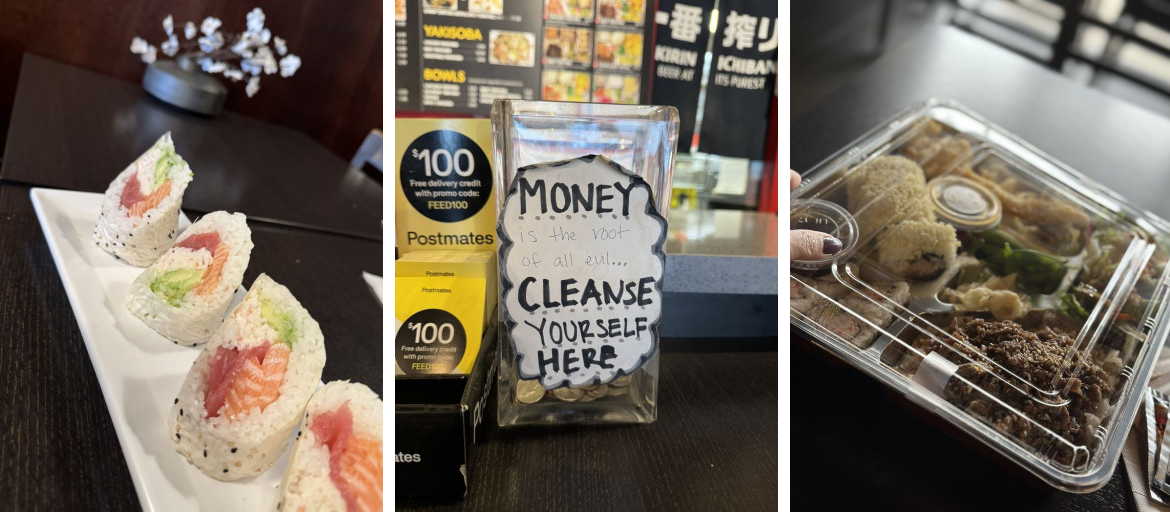 YAKISOBA
BOWLS
一番 搾り
KIRIN ICHIBAN
BEER AT ITS PUREST
$100
Free delivery credit
with promo code:
FEED100
Postmates
Postmates
Postmates
$100
Free delivery credit
with promo code:
FEED100
ates
MONEY
is the root
of all evil...
CLEANSE
YOURSELF
HERE